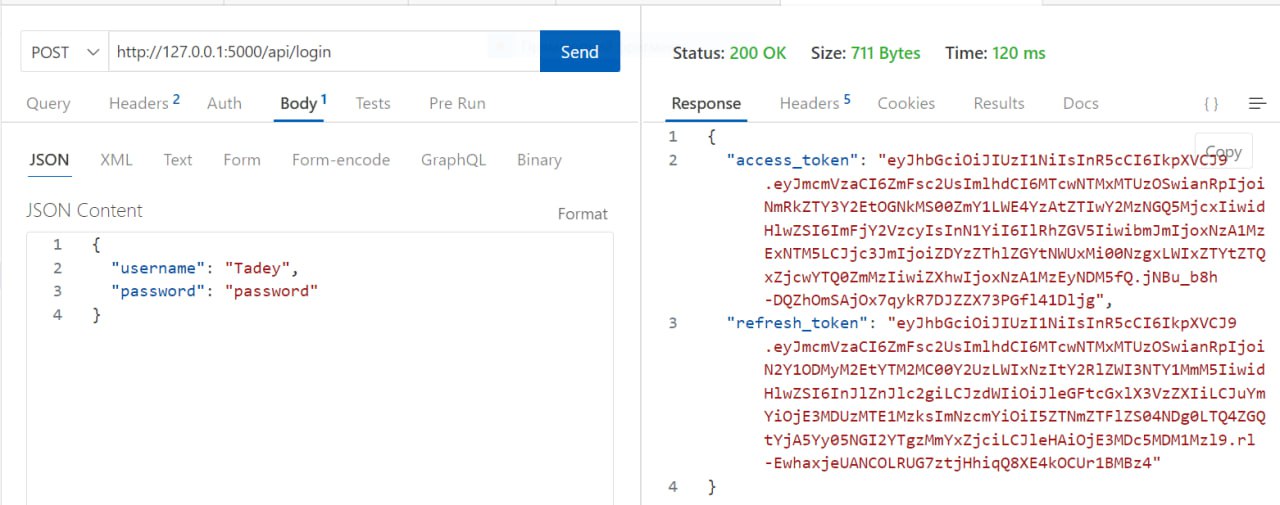 POST http://127.0.0.1:5000/api/login Send
Query Headers 2 Auth Body 1 Tests Pre Run
JSON XML Text Form Form-encode GraphQL Binary
JSON Content Format
1 {
2 "username": "Tadey",
3 "password": "password"
4 }
Status: 200 OK Size: 711 Bytes Time: 120 ms
Response Headers 5 Cookies Results Docs { }
Copy
1 {
2 "access_token": "eyJhbGciOiJIUzI1NiIsInR5cCI6IkpXVCJ9
.eyJmcmVzaCI6ZmFsc2UsImlhdCI6MTcwNTMxMTUzOSwianRpIjoi
NmRkZTY3Y2EtOGNkMS00ZmY1LWE4YzAtZTIwY2MzNGQ5MjcxIiwid
HlwZSI6ImFjY2VzcyIsInN1YiI6IlRhZGV5IiwibmJmIjoxNzA1Mz
ExNTM5LCJjc3JmIjoiZDYzZThlZGYtNWUxMi00NzgxLWIxZTYtZTQ
xZjcwYTQ0ZmMzIiwiZXhwIjoxNzA1MzEyNDM5fQ.jNBu_b8h
-DQZhOmSAjOx7qykR7DJZZX73PGfl41Dljg",
3 "refresh_token": "eyJhbGciOiJIUzI1NiIsInR5cCI6IkpXVCJ9
.eyJmcmVzaCI6ZmFsc2UsImlhdCI6MTcwNTMxMTUzOSwianRpIjoi
N2Y1ODMyM2EtYTM2MC00Y2UzLWIxNzItY2RlZWI3NTY1MmM5Iiwid
HlwZSI6InJlZnJlc2giLCJzdWIiOiJleGFtcGxlX3VzZXIiLCJuYm
YiOjE3MDUzMTE1MzksImNzcmYiOiI5ZTNmZTFlZS04NDg0LTQ4ZGQ
tYjA5Yy05NGI2YTgzMmYxZjciLCJleHAiOjE3MDc5MDM1Mzl9.rl
-EwhaxjeUANCOLRUG7ztjHhiqQ8XE4kOCUr1BMBz4"
4 }